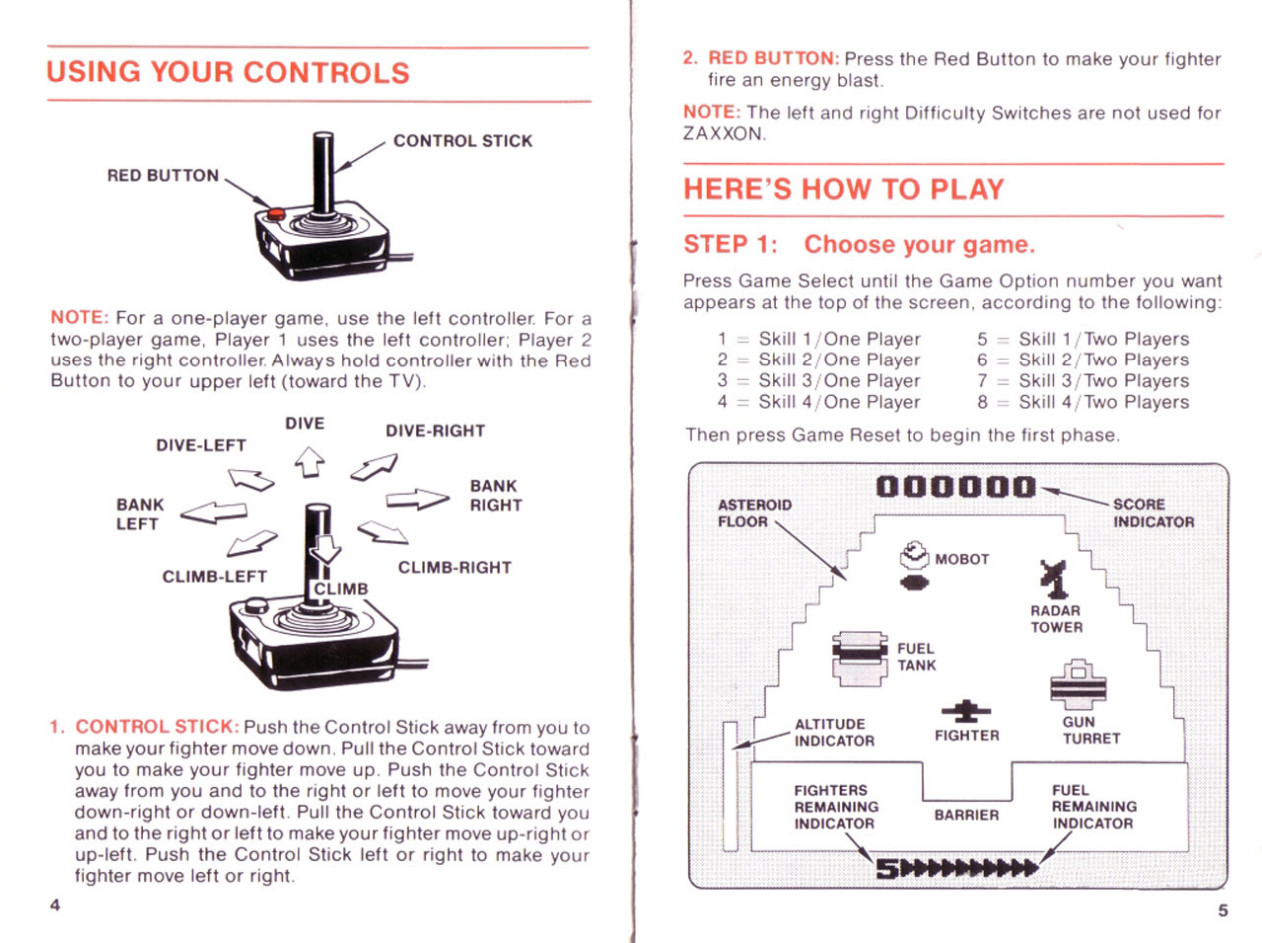 USING YOUR CONTROLS
CONTROL STICK
RED BUTTON
NOTE: For a one-player game, use the left controller. For a
two-player game, Player 1 uses the left controller; Player 2
uses the right controller. Always hold controller with the Red
Button to your upper left (toward the TV).
DIVE
DIVE-LEFT
DIVE-RIGHT
BANK
LEFT
BANK
RIGHT
CLIMB-LEFT
CLIMB
CLIMB-RIGHT
1. CONTROL STICK: Push the Control Stick away from you to
make your fighter move down. Pull the Control Stick toward
you to make your fighter move up. Push the Control Stick
away from you and to the right or left to move your fighter
down-right or down-left. Pull the Control Stick toward you
and to the right or left to make your fighter move up-right or
up-left. Push the Control Stick left or right to make your
fighter move left or right.
4
2. RED BUTTON: Press the Red Button to make your fighter
fire an energy blast.
NOTE: The left and right Difficulty Switches are not used for
ZAXXON.
HERE'S HOW TO PLAY
STEP 1: Choose your game.
Press Game Select until the Game Option number you want
appears at the top of the screen, according to the following:
1 = Skill 1/One Player 5 = Skill 1/Two Players
2 = Skill 2/One Player 6 = Skill 2/Two Players
3 = Skill 3/One Player 7 = Skill 3/Two Players
4 = Skill 4/One Player 8 = Skill 4/Two Players
Then press Game Reset to begin the first phase.
000000
ASTEROID
FLOOR
SCORE
INDICATOR
MOBOT
RADAR
TOWER
FUEL
TANK
ALTITUDE
INDICATOR
FIGHTER
GUN
TURRET
FIGHTERS
REMAINING
INDICATOR
BARRIER
FUEL
REMAINING
INDICATOR
5
5